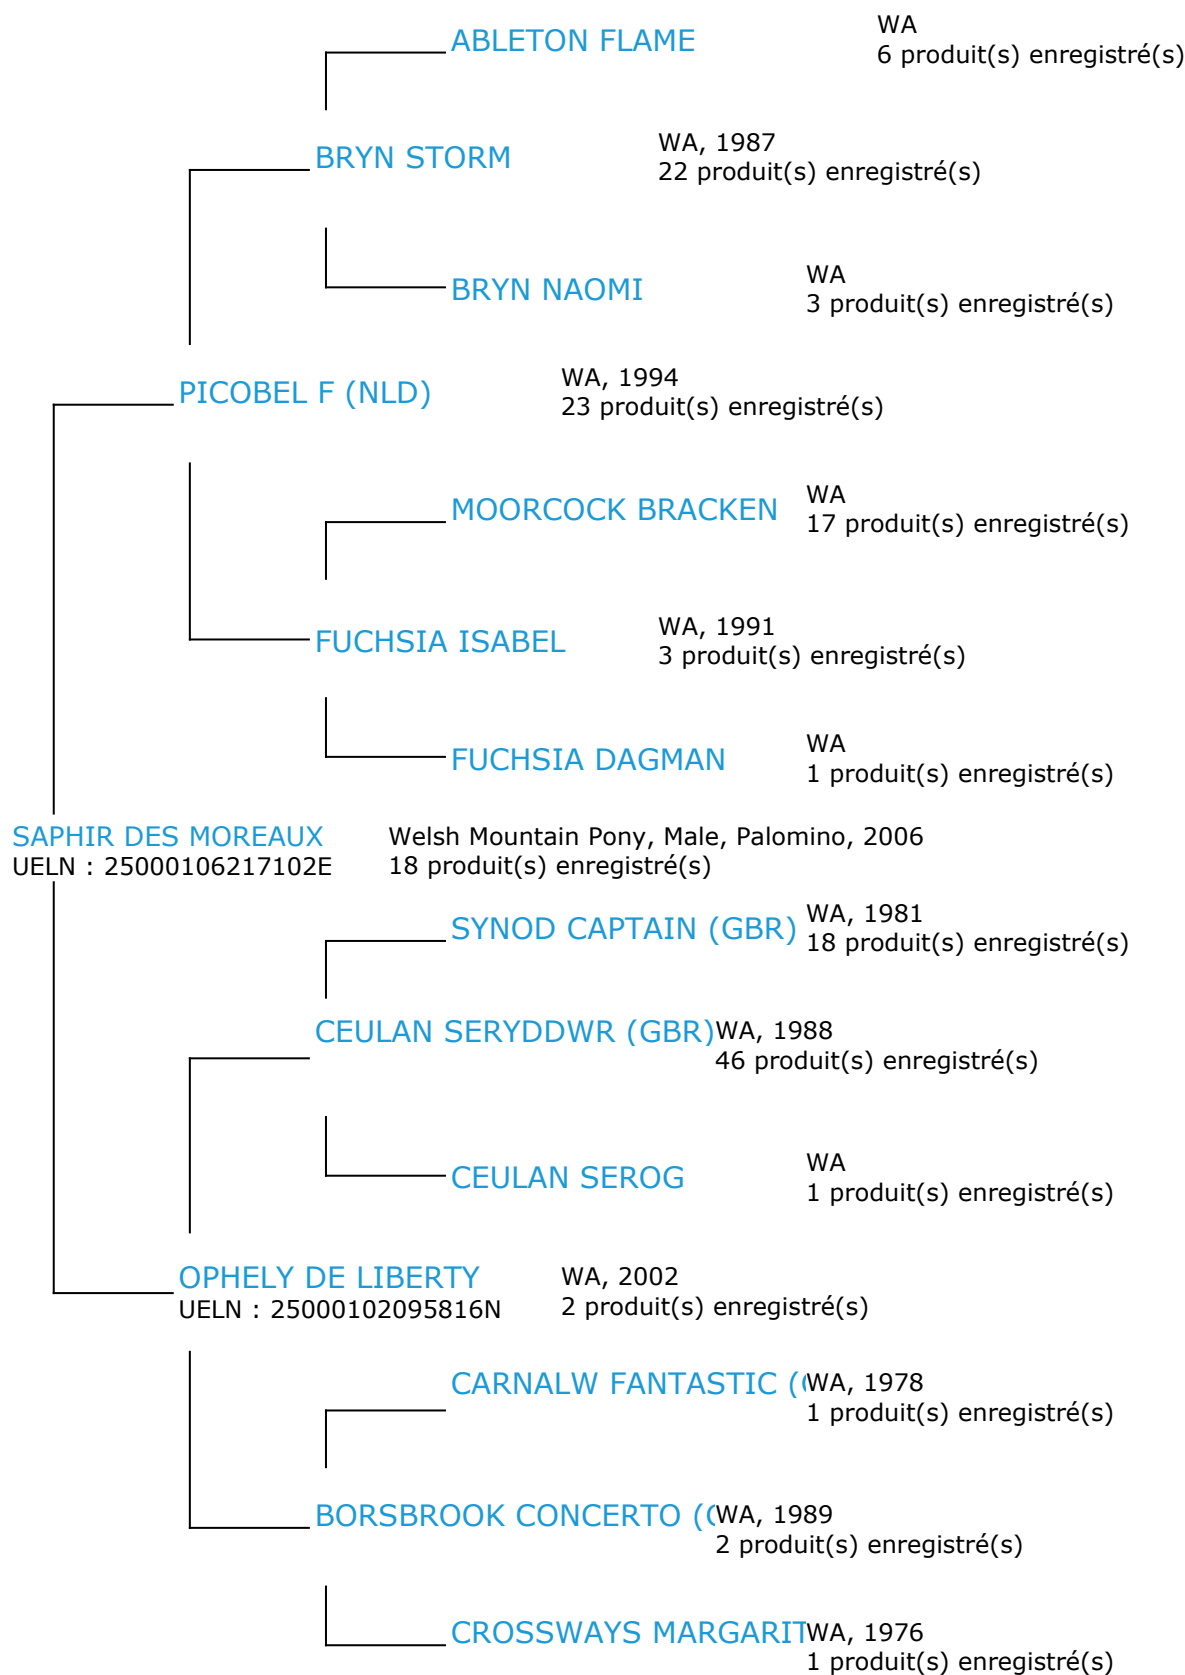 ABLETON FLAME
WA
6 produit(s) enregistré(s)
BRYN STORM
WA, 1987
22 produit(s) enregistré(s)
BRYN NAOMI
WA
3 produit(s) enregistré(s)
PICOBEL F (NLD)
WA, 1994
23 produit(s) enregistré(s)
MOORCOCK BRACKEN
WA
17 produit(s) enregistré(s)
FUCHSIA ISABEL
WA, 1991
3 produit(s) enregistré(s)
FUCHSIA DAGMAN
WA
1 produit(s) enregistré(s)
SAPHIR DES MOREAUX
UELN : 25000106217102E
Welsh Mountain Pony, Male, Palomino, 2006
18 produit(s) enregistré(s)
SYNOD CAPTAIN (GBR)
WA, 1981
18 produit(s) enregistré(s)
CEULAN SERYDDWR (GBR)
WA, 1988
46 produit(s) enregistré(s)
CEULAN SEROG
WA
1 produit(s) enregistré(s)
OPHELY DE LIBERTY
UELN : 25000102095816N
WA, 2002
2 produit(s) enregistré(s)
CARNALW FANTASTIC (
WA, 1978
1 produit(s) enregistré(s)
BORSBROOK CONCERTO (
WA, 1989
2 produit(s) enregistré(s)
CROSSWAYS MARGARIT
WA, 1976
1 produit(s) enregistré(s)